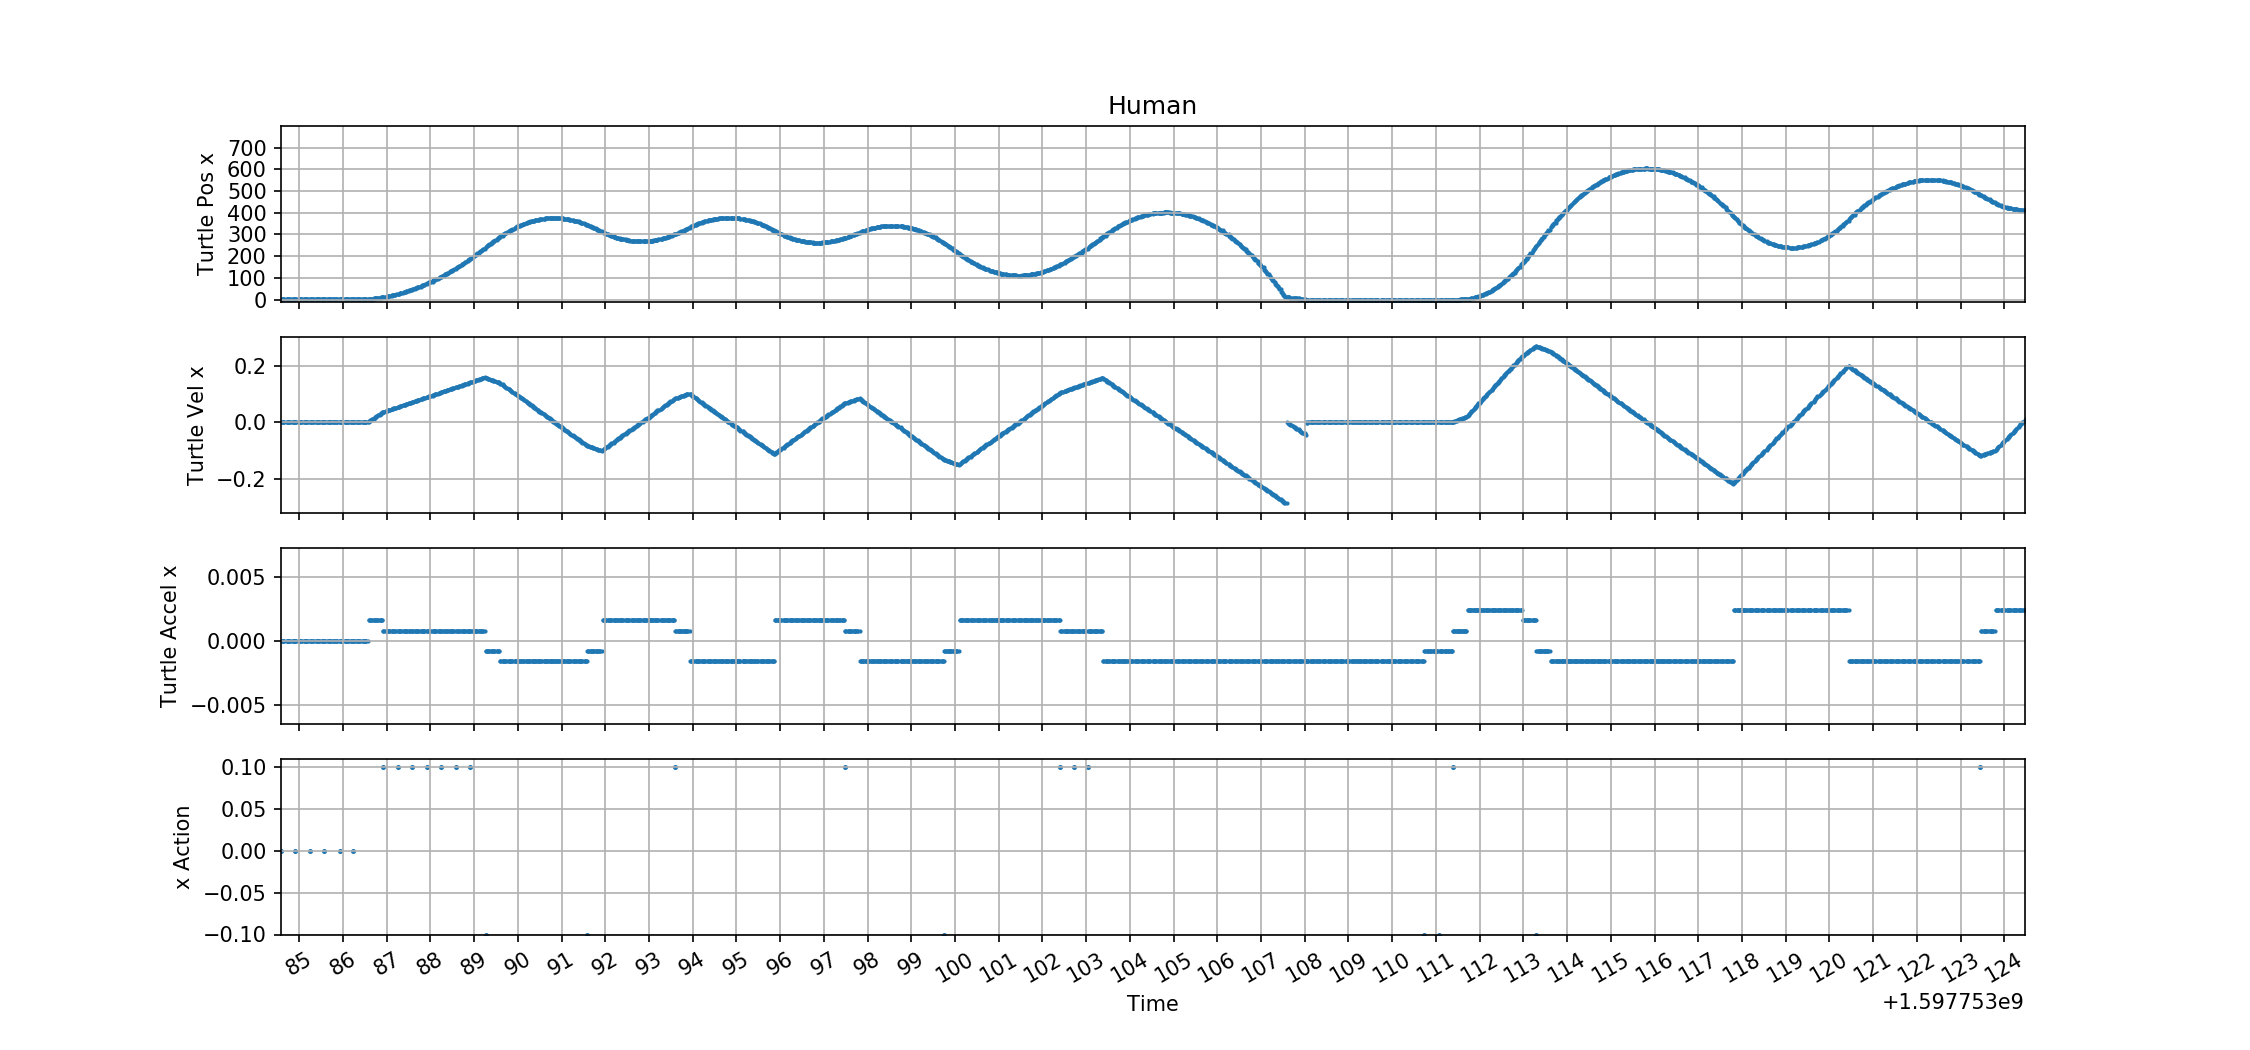 Human
Turtle Pos x
700
600
500
400
300
200
100
0
Turtle Vel x
0.2
0.0
−0.2
Turtle Accel x
0.005
0.000
−0.005
x Action
0.10
0.05
0.00
−0.05
−0.10
85 86 87 88 89 90 91 92 93 94 95 96 97 98 99 100 101 102 103 104 105 106 107 108 109 110 111 112 113 114 115 116 117 118 119 120 121 122 123 124
Time
+1.597753e9